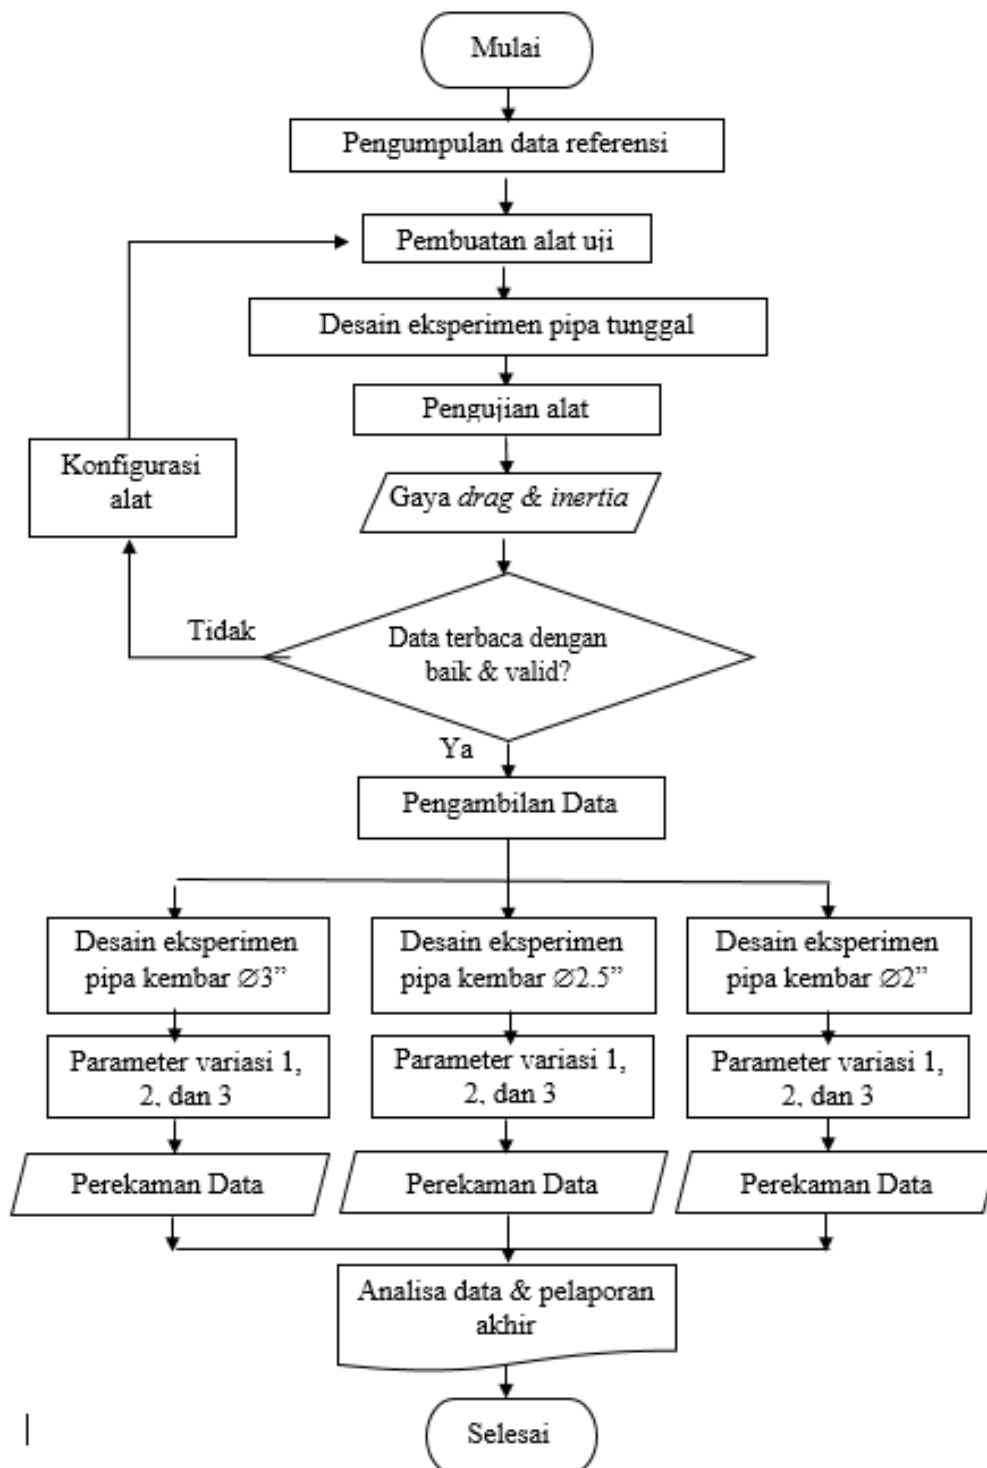 Mulai
Pengumpulan data referensi
Pembuatan alat uji
Desain eksperimen pipa tunggal
Pengujian alat
Konfigurasi
alat
Gaya drag & inertia
Tidak
Data terbaca dengan
baik & valid?
Ya
Pengambilan Data
Desain eksperimen
pipa kembar ∅3”
Desain eksperimen
pipa kembar ∅2.5”
Desain eksperimen
pipa kembar ∅2”
Parameter variasi 1,
2, dan 3
Parameter variasi 1,
2, dan 3
Parameter variasi 1,
2, dan 3
Perekaman Data
Perekaman Data
Perekaman Data
Analisa data & pelaporan
akhir
Selesai